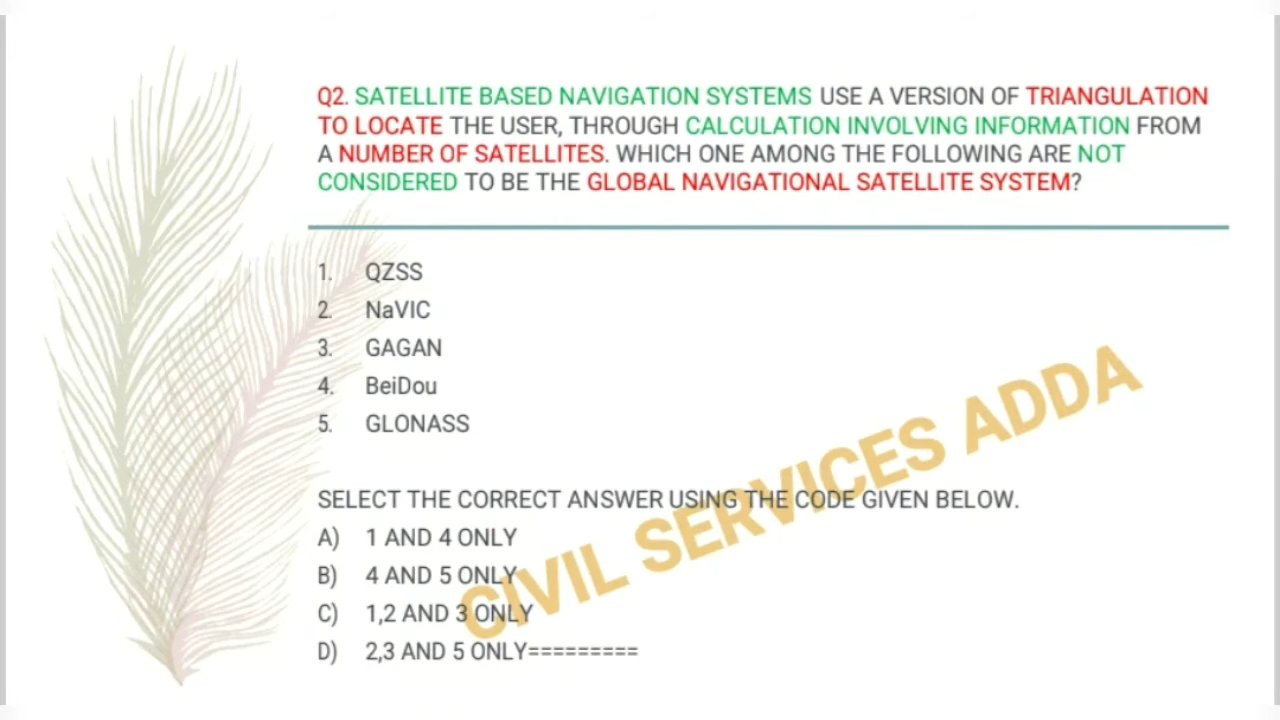 Q2. SATELLITE BASED NAVIGATION SYSTEMS USE A VERSION OF TRIANGULATION
TO LOCATE THE USER, THROUGH CALCULATION INVOLVING INFORMATION FROM
A NUMBER OF SATELLITES. WHICH ONE AMONG THE FOLLOWING ARE NOT
CONSIDERED TO BE THE GLOBAL NAVIGATIONAL SATELLITE SYSTEM?
1. QZSS
2. NaVIC
3. GAGAN
4. BeiDou
5. GLONASS
SELECT THE CORRECT ANSWER USING THE CODE GIVEN BELOW.
A) 1 AND 4 ONLY
B) 4 AND 5 ONLY
C) 1,2 AND 3 ONLY
D) 2,3 AND 5 ONLY=========
CIVIL SERVICES ADDA